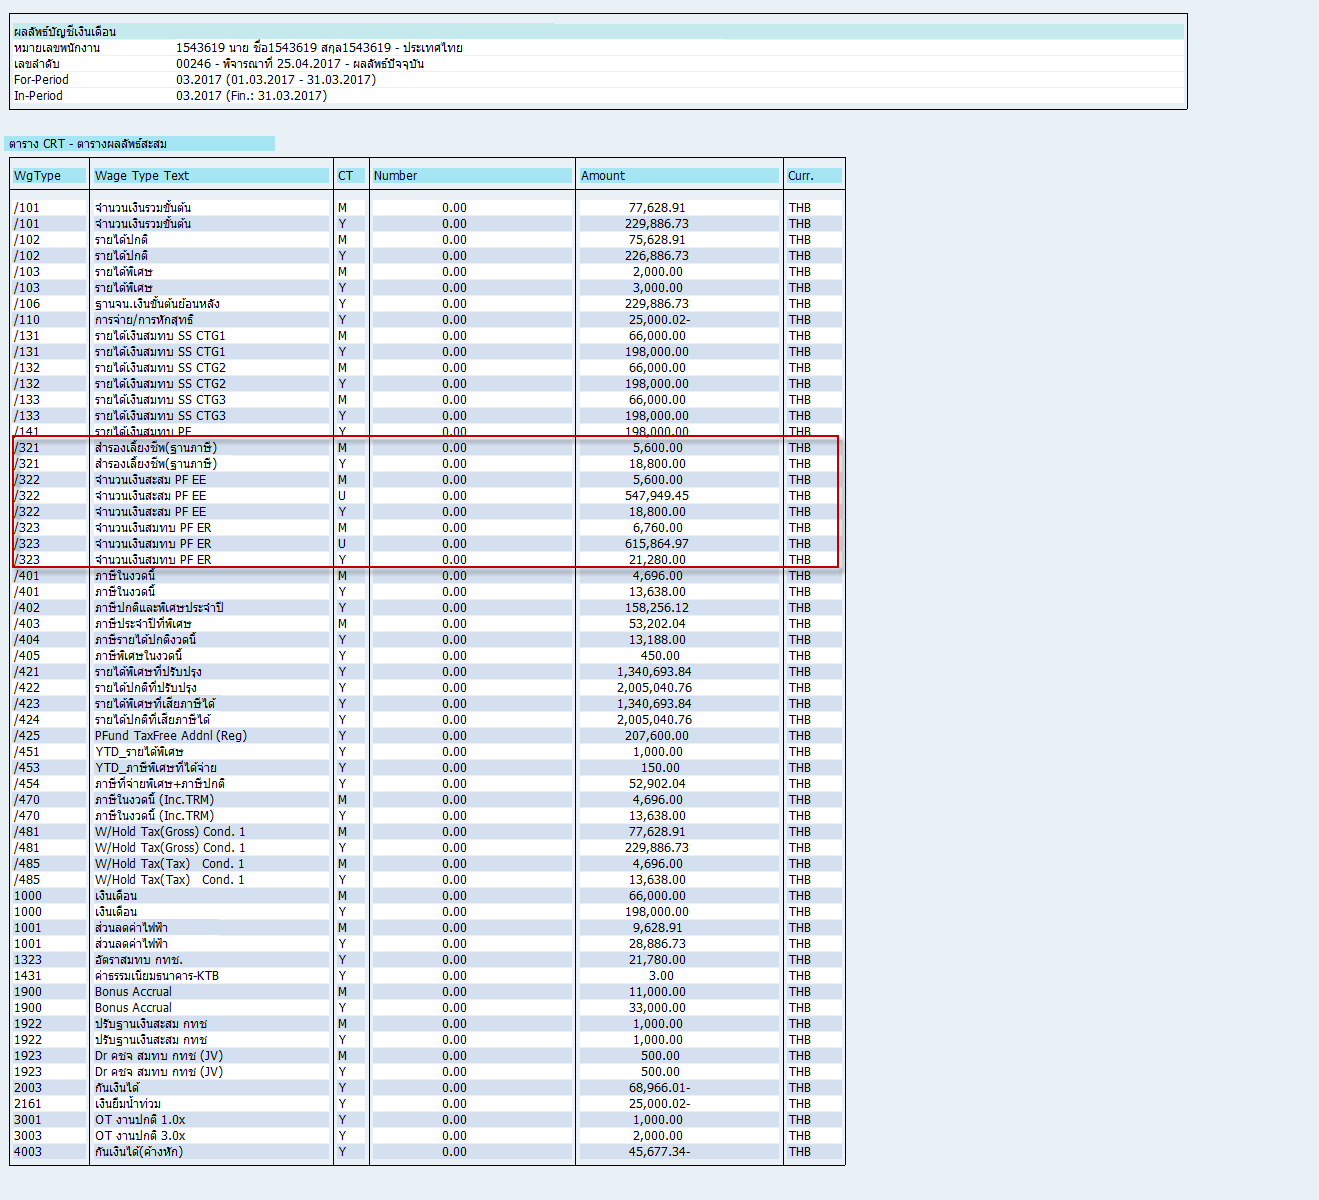 ผลลัพธ์บัญชีเงินเดือน
หมายเลขพนักงาน 1543619 นาย ชื่อ1543619 สกุล1543619 - ประเทศไทย
เลขลำดับ 00246 - พิจารณาที่ 25.04.2017 - ผลลัพธ์ปัจจุบัน
For-Period 03.2017 (01.03.2017 - 31.03.2017)
In-Period 03.2017 (Fin.: 31.03.2017)
ตาราง CRT - ตารางผลลัพธ์สะสม
WgType Wage Type Text CT Number Amount Curr.
/101 จำนวนเงินรวมขั้นต้น M 0.00 77,628.91 THB
/101 จำนวนเงินรวมขั้นต้น Y 0.00 229,886.73 THB
/102 รายได้ปกติ M 0.00 75,628.91 THB
/102 รายได้ปกติ Y 0.00 226,886.73 THB
/103 รายได้พิเศษ M 0.00 2,000.00 THB
/103 รายได้พิเศษ Y 0.00 3,000.00 THB
/106 ฐานจน.เงินขั้นต้นย้อนหลัง Y 0.00 229,886.73 THB
/110 การจ่าย/การหักสุทธิ Y 0.00 25,000.02- THB
/131 รายได้เงินสมทบ SS CTG1 M 0.00 66,000.00 THB
/131 รายได้เงินสมทบ SS CTG1 Y 0.00 198,000.00 THB
/132 รายได้เงินสมทบ SS CTG2 M 0.00 66,000.00 THB
/132 รายได้เงินสมทบ SS CTG2 Y 0.00 198,000.00 THB
/133 รายได้เงินสมทบ SS CTG3 M 0.00 66,000.00 THB
/133 รายได้เงินสมทบ SS CTG3 Y 0.00 198,000.00 THB
/141 รายได้เงินสมทบ PF Y 0.00 198,000.00 THB
/321 สำรองเลี้ยงชีพ(ฐานภาษี) M 0.00 5,600.00 THB
/321 สำรองเลี้ยงชีพ(ฐานภาษี) Y 0.00 18,800.00 THB
/322 จำนวนเงินสะสม PF EE M 0.00 5,600.00 THB
/322 จำนวนเงินสะสม PF EE U 0.00 547,949.45 THB
/322 จำนวนเงินสะสม PF EE Y 0.00 18,800.00 THB
/323 จำนวนเงินสมทบ PF ER M 0.00 6,760.00 THB
/323 จำนวนเงินสมทบ PF ER U 0.00 615,864.97 THB
/323 จำนวนเงินสมทบ PF ER Y 0.00 21,280.00 THB
/401 ภาษีในงวดนี้ M 0.00 4,696.00 THB
/401 ภาษีในงวดนี้ Y 0.00 13,638.00 THB
/402 ภาษีปกติและพิเศษประจำปี Y 0.00 158,256.12 THB
/403 ภาษีประจำปีที่พิเศษ M 0.00 53,202.04 THB
/404 ภาษีรายได้ปกติงวดนี้ Y 0.00 13,188.00 THB
/405 ภาษีพิเศษในงวดนี้ Y 0.00 450.00 THB
/421 รายได้พิเศษที่ปรับปรุง Y 0.00 1,340,693.84 THB
/422 รายได้ปกติที่ปรับปรุง Y 0.00 2,005,040.76 THB
/423 รายได้พิเศษที่เสียภาษีได้ Y 0.00 1,340,693.84 THB
/424 รายได้ปกติที่เสียภาษีได้ Y 0.00 2,005,040.76 THB
/425 PFund TaxFree Addnl (Reg) Y 0.00 207,600.00 THB
/451 YTD_รายได้พิเศษ Y 0.00 1,000.00 THB
/453 YTD_ภาษีพิเศษที่ได้จ่าย Y 0.00 150.00 THB
/454 ภาษีที่จ่ายพิเศษ+ภาษีปกติ Y 0.00 52,902.04 THB
/470 ภาษีในงวดนี้ (Inc.TRM) M 0.00 4,696.00 THB
/470 ภาษีในงวดนี้ (Inc.TRM) Y 0.00 13,638.00 THB
/481 W/Hold Tax(Gross) Cond. 1 M 0.00 77,628.91 THB
/481 W/Hold Tax(Gross) Cond. 1 Y 0.00 229,886.73 THB
/485 W/Hold Tax(Tax) Cond. 1 M 0.00 4,696.00 THB
/485 W/Hold Tax(Tax) Cond. 1 Y 0.00 13,638.00 THB
1000 เงินเดือน M 0.00 66,000.00 THB
1000 เงินเดือน Y 0.00 198,000.00 THB
1001 ส่วนลดค่าไฟฟ้า M 0.00 9,628.91 THB
1001 ส่วนลดค่าไฟฟ้า Y 0.00 28,886.73 THB
1323 อัตราสมทบ กทช. Y 0.00 21,780.00 THB
1431 ค่าธรรมเนียมธนาคาร-KTB Y 0.00 3.00 THB
1900 Bonus Accrual M 0.00 11,000.00 THB
1900 Bonus Accrual Y 0.00 33,000.00 THB
1922 ปรับฐานเงินสะสม กทช M 0.00 1,000.00 THB
1922 ปรับฐานเงินสะสม กทช Y 0.00 1,000.00 THB
1923 Dr คชจ สมทบ กทช (JV) M 0.00 500.00 THB
1923 Dr คชจ สมทบ กทช (JV) Y 0.00 500.00 THB
2003 กันเงินได้ Y 0.00 68,966.01- THB
2161 เงินยืมน้ำท่วม Y 0.00 25,000.02- THB
3001 OT งานปกติ 1.0x Y 0.00 1,000.00 THB
3003 OT งานปกติ 3.0x Y 0.00 2,000.00 THB
4003 กันเงินได้(ค้างหัก) Y 0.00 45,677.34- THB